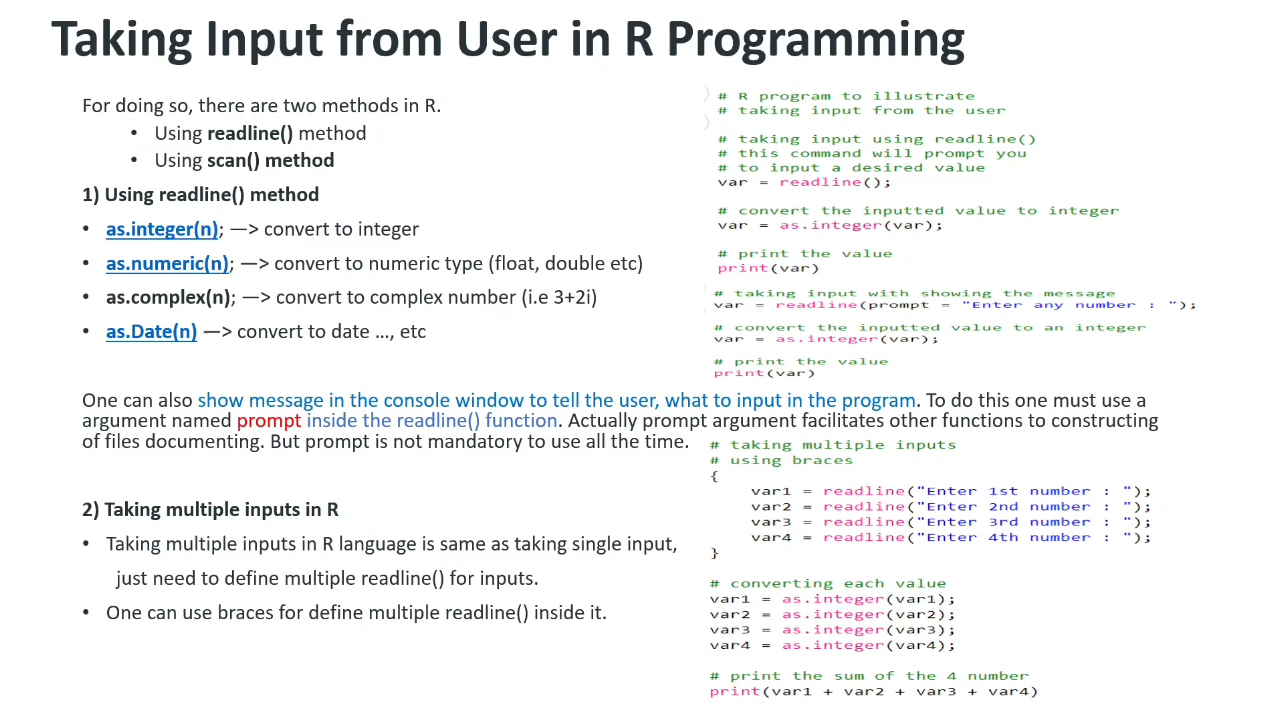 Taking Input from User in R Programming
For doing so, there are two methods in R.
• Using readline() method
• Using scan() method
1) Using readline() method
• as.integer(n); —> convert to integer
• as.numeric(n); —> convert to numeric type (float, double etc)
• as.complex(n); —> convert to complex number (i.e 3+2i)
• as.Date(n) —> convert to date …, etc
# R program to illustrate
# taking input from the user
# taking input using readline()
# this command will prompt you
# to input a desired value
var = readline();
# convert the inputted value to integer
var = as.integer(var);
# print the value
print(var)
# taking input with showing the message
var = readline(prompt = "Enter any number : ");
# convert the inputted value to an integer
var = as.integer(var);
# print the value
print(var)
One can also show message in the console window to tell the user, what to input in the program. To do this one must use a
argument named prompt inside the readline() function. Actually prompt argument facilitates other functions to constructing
of files documenting. But prompt is not mandatory to use all the time.
2) Taking multiple inputs in R
• Taking multiple inputs in R language is same as taking single input,
just need to define multiple readline() for inputs.
• One can use braces for define multiple readline() inside it.
# taking multiple inputs
# using braces
{
var1 = readline("Enter 1st number : ");
var2 = readline("Enter 2nd number : ");
var3 = readline("Enter 3rd number : ");
var4 = readline("Enter 4th number : ");
}
# converting each value
var1 = as.integer(var1);
var2 = as.integer(var2);
var3 = as.integer(var3);
var4 = as.integer(var4);
# print the sum of the 4 number
print(var1 + var2 + var3 + var4)